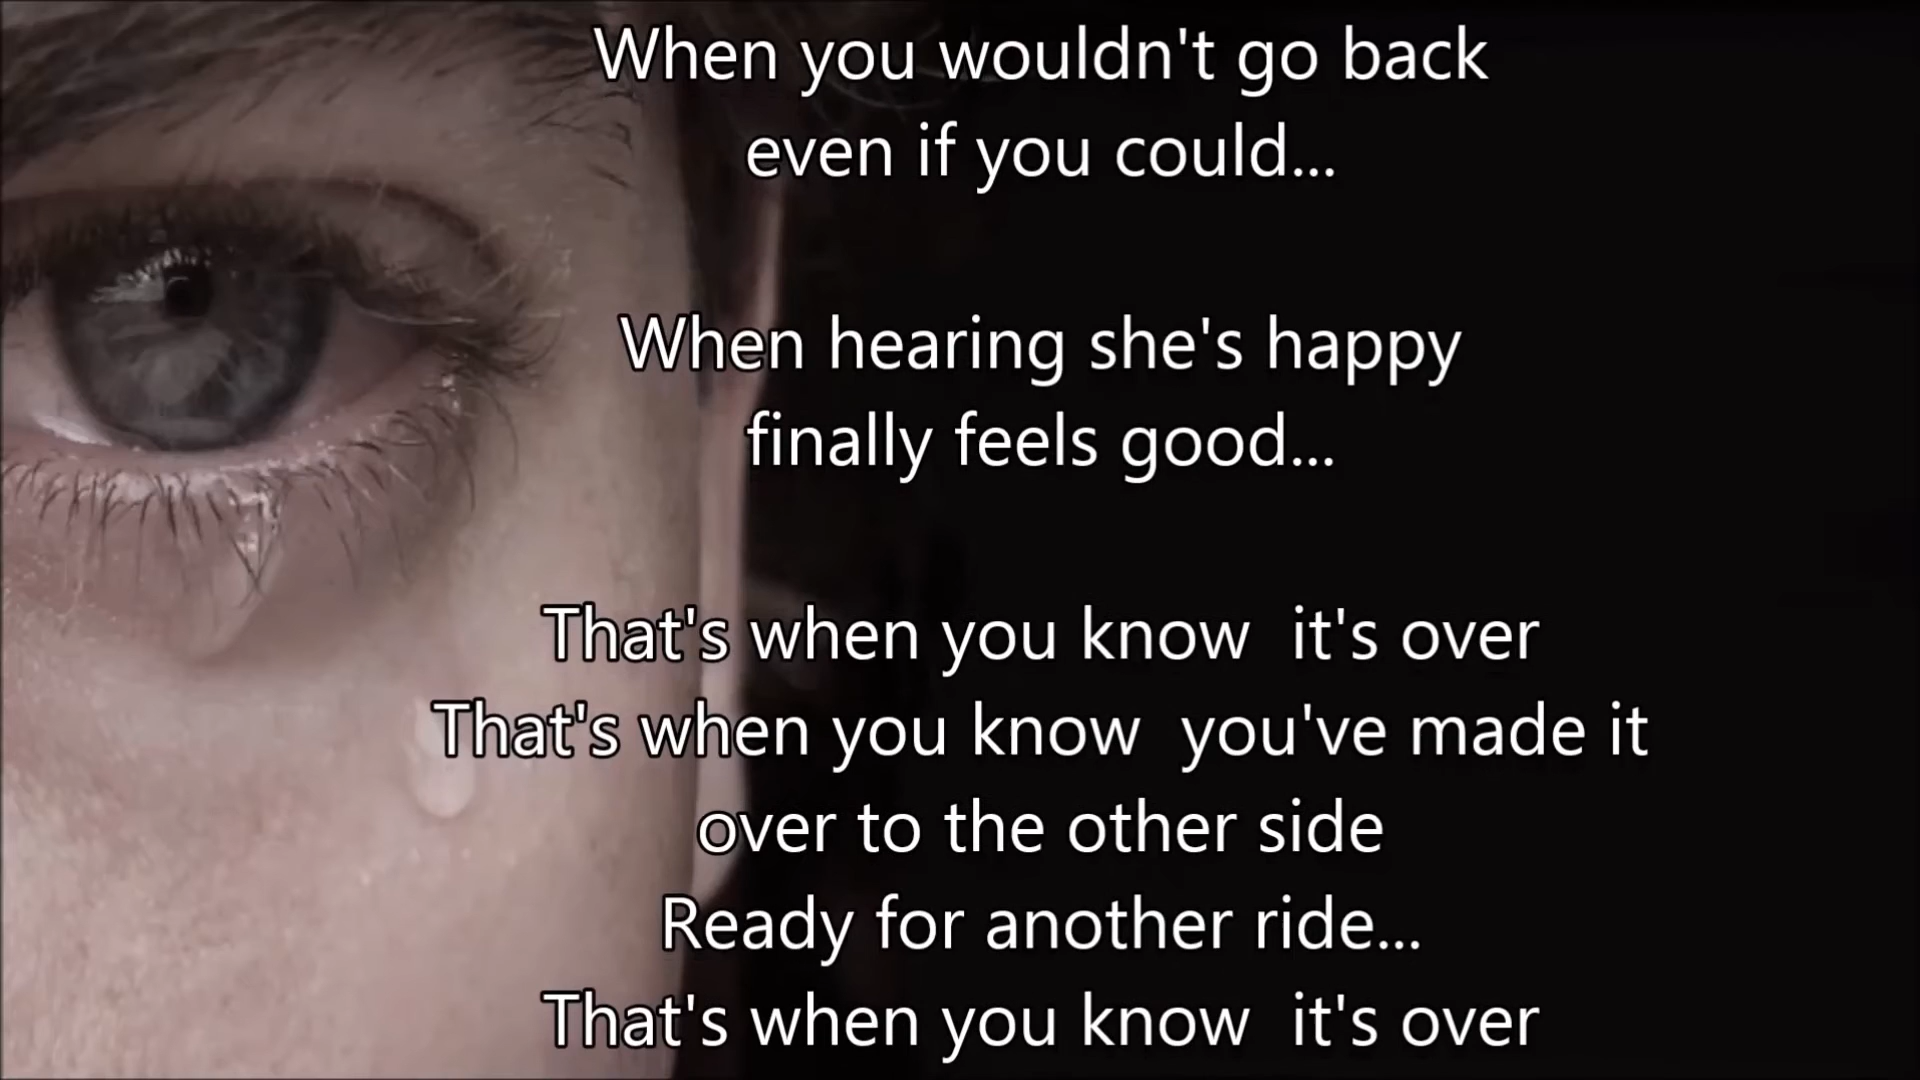 When you wouldn't go back
even if you could...
When hearing she's happy
finally feels good...
That's when you know  it's over
That's when you know  you've made it
over to the other side
Ready for another ride...
That's when you know  it's over